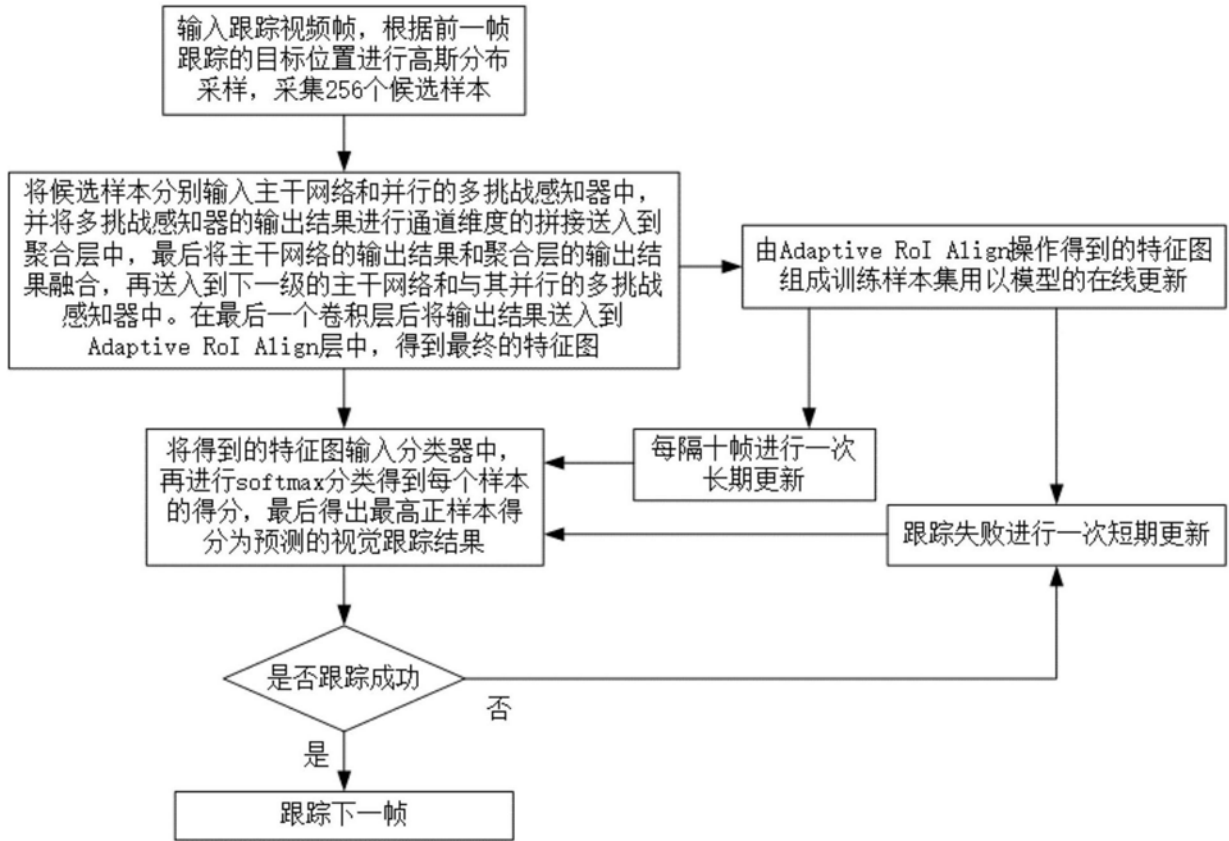 输入跟踪视频帧，根据前一帧
跟踪的目标位置进行高斯分布
采样，采集256个候选样本
将候选样本分别输入主干网络和并行的多挑战感知器中，
并将多挑战感知器的输出结果进行通道维度的拼接送入到
聚合层中，最后将主干网络的输出结果和聚合层的输出结
果融合，再送入到下一级的主干网络和与其并行的多挑战
感知器中。在最后一个卷积层后将输出结果送入到
Adaptive RoI Align层中，得到最终的特征图
由Adaptive RoI Align操作得到的特征图
组成训练样本集用以模型的在线更新
将得到的特征图输入分类器中，
再进行softmax分类得到每个样本
的得分，最后得出最高正样本得
分为预测的视觉跟踪结果
每隔十帧进行一次
长期更新
跟踪失败进行一次短期更新
是否跟踪成功
否
是
跟踪下一帧